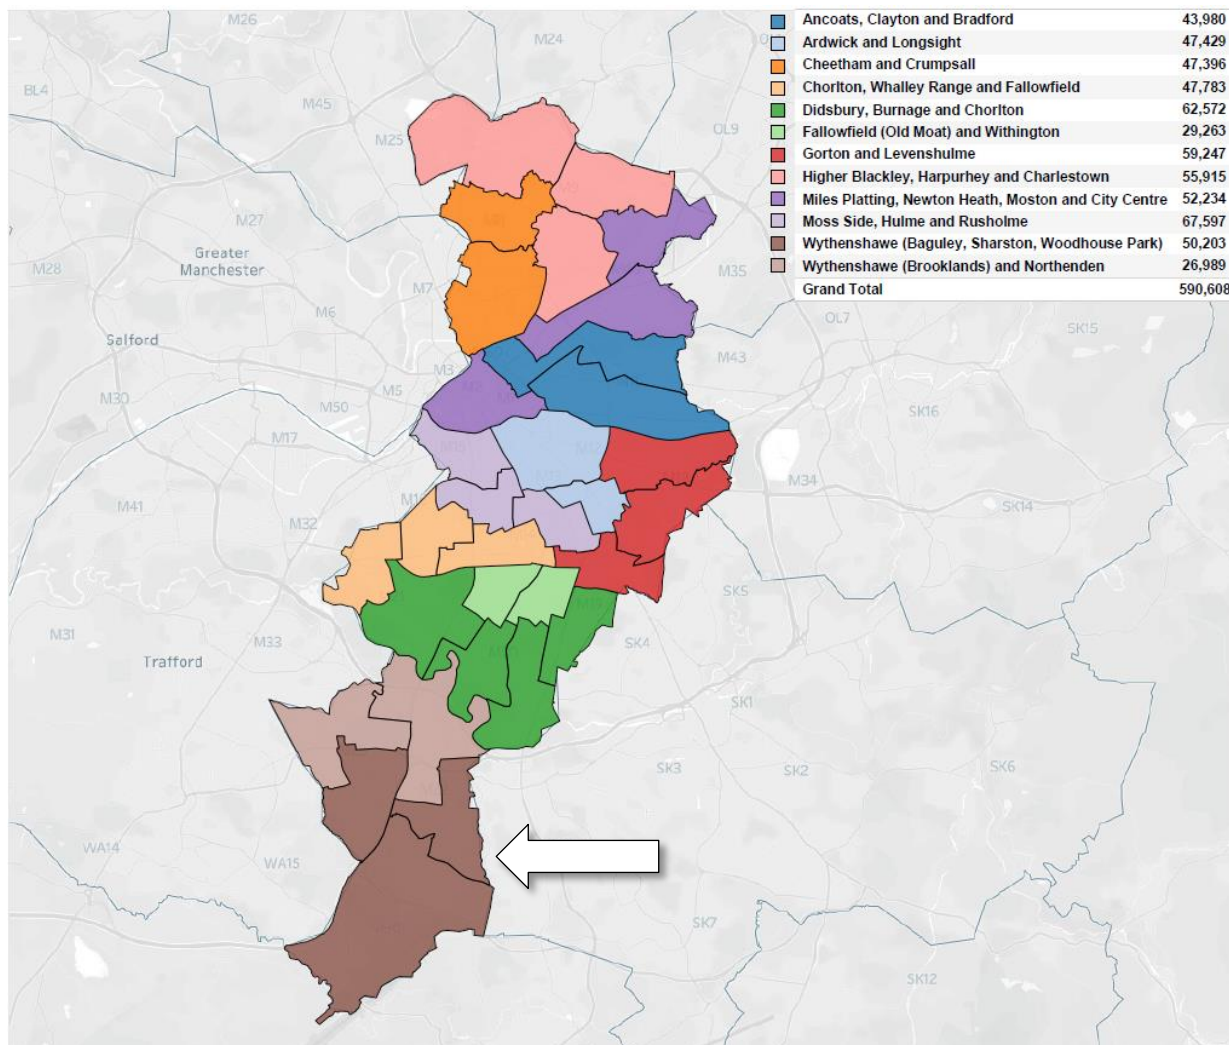 Ancoats, Clayton and Bradford 43,980
Ardwick and Longsight 47,429
Cheetham and Crumpsall 47,396
Chorlton, Whalley Range and Fallowfield 47,783
Didsbury, Burnage and Chorlton 62,572
Fallowfield (Old Moat) and Withington 29,263
Gorton and Levenshulme 59,247
Higher Blackley, Harpurhey and Charlestown 55,915
Miles Platting, Newton Heath, Moston and City Centre 52,234
Moss Side, Hulme and Rusholme 67,597
Wythenshawe (Baguley, Sharston, Woodhouse Park) 50,203
Wythenshawe (Brooklands) and Northenden 26,989
Grand Total 590,608
M26
M24
BL4
M45
M25
OL9
M27
Greater
Manchester
M28
M7
M35
M6
OL7
SK15
Salford
M3
M43
M30
M5
M50
SK16
M17
M34
M41
SK14
M32
SK5
M31
M33
SK4
Trafford
SK1
SK3
SK2
SK6
WA14
WA15
SK7
SK12